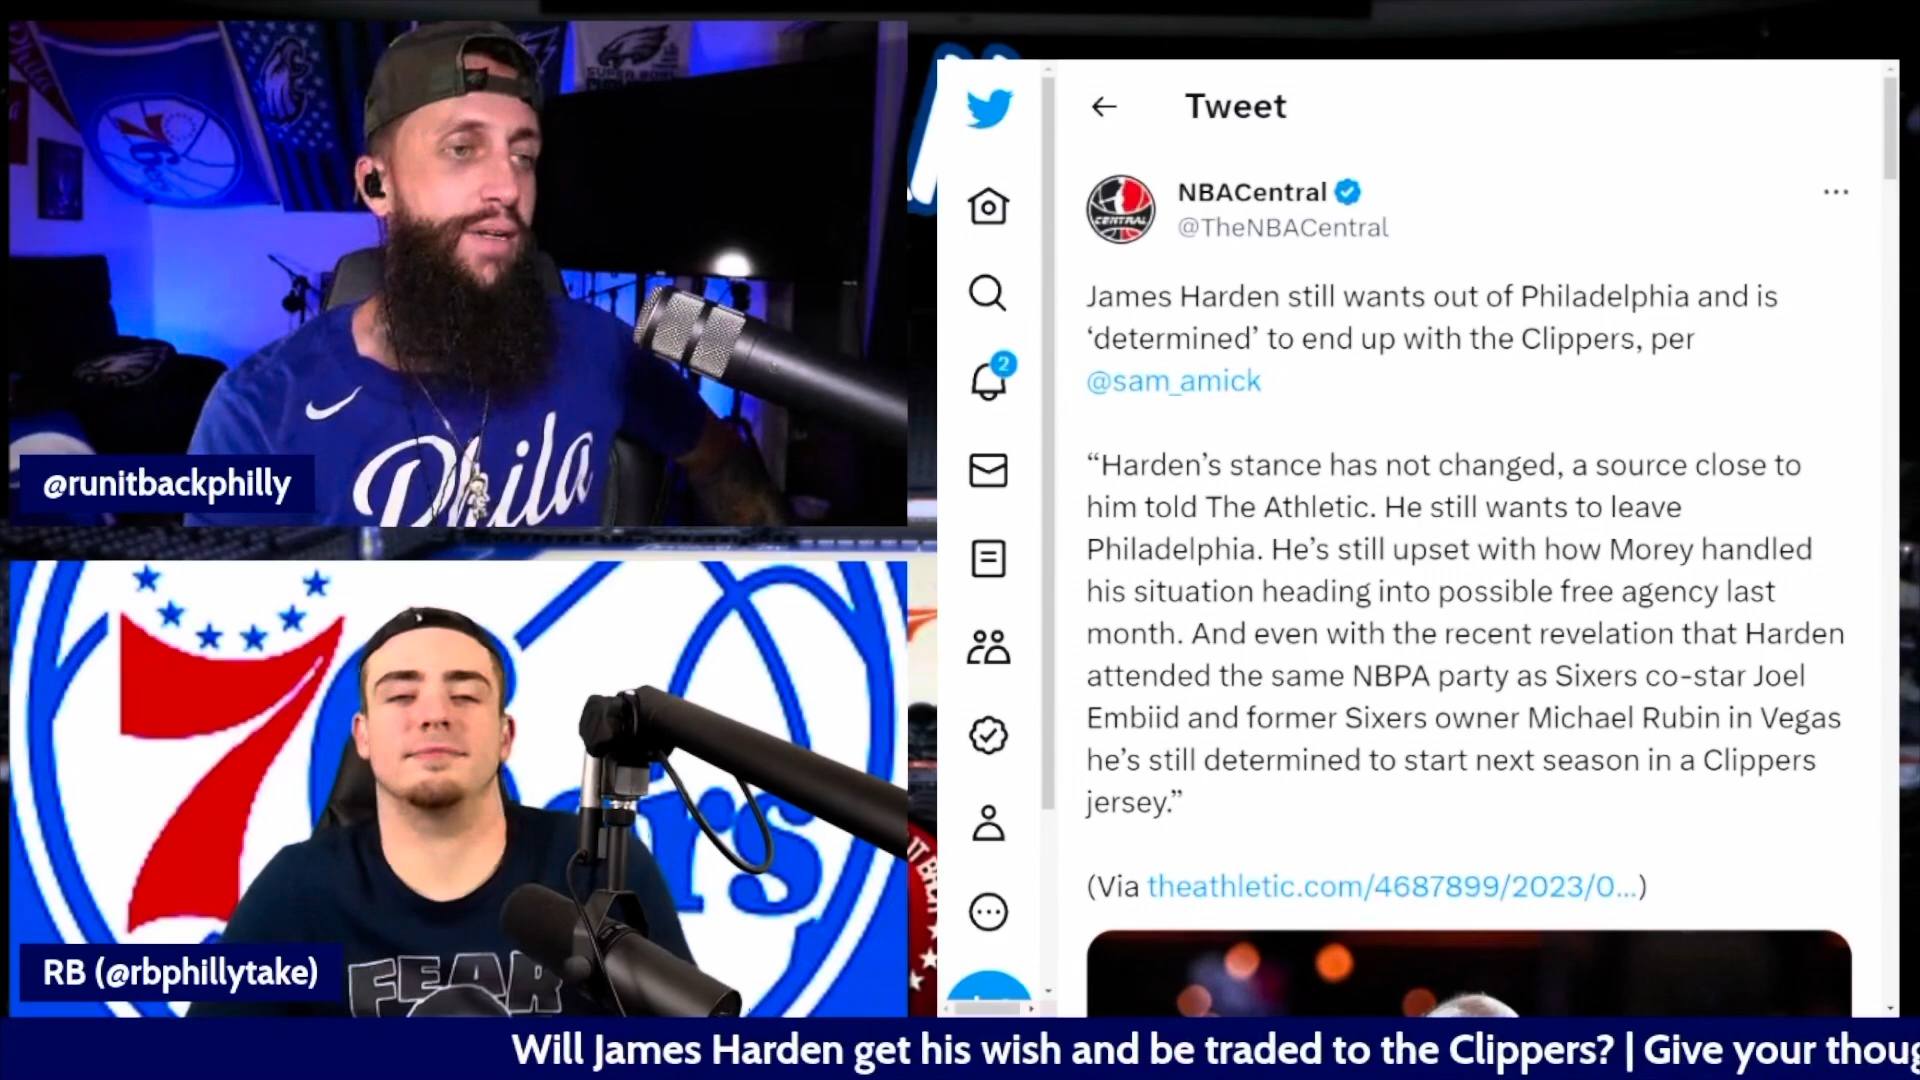 SUPER BOWL
76
Phila
@runitbackphilly
76ers
FEAR
RB (@rbphillytake)
Tweet
CENTRAL
NBACentral
@TheNBACentral
James Harden still wants out of Philadelphia and is
‘determined’ to end up with the Clippers, per
@sam_amick
2
“Harden’s stance has not changed, a source close to
him told The Athletic. He still wants to leave
Philadelphia. He’s still upset with how Morey handled
his situation heading into possible free agency last
month. And even with the recent revelation that Harden
attended the same NBPA party as Sixers co-star Joel
Embiid and former Sixers owner Michael Rubin in Vegas
he’s still determined to start next season in a Clippers
jersey.”
(Via theathletic.com/4687899/2023/0...)
Will James Harden get his wish and be traded to the Clippers? | Give your thoug